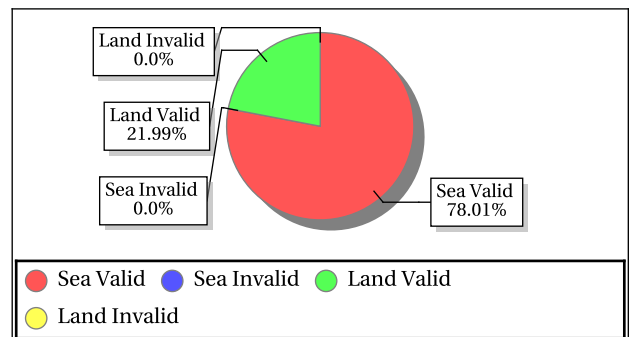 Land Invalid
0.0%
Land Valid
21.99%
Sea Invalid
0.0%
Sea Valid
78.01%
Sea Valid Sea Invalid Land Valid
Land Invalid